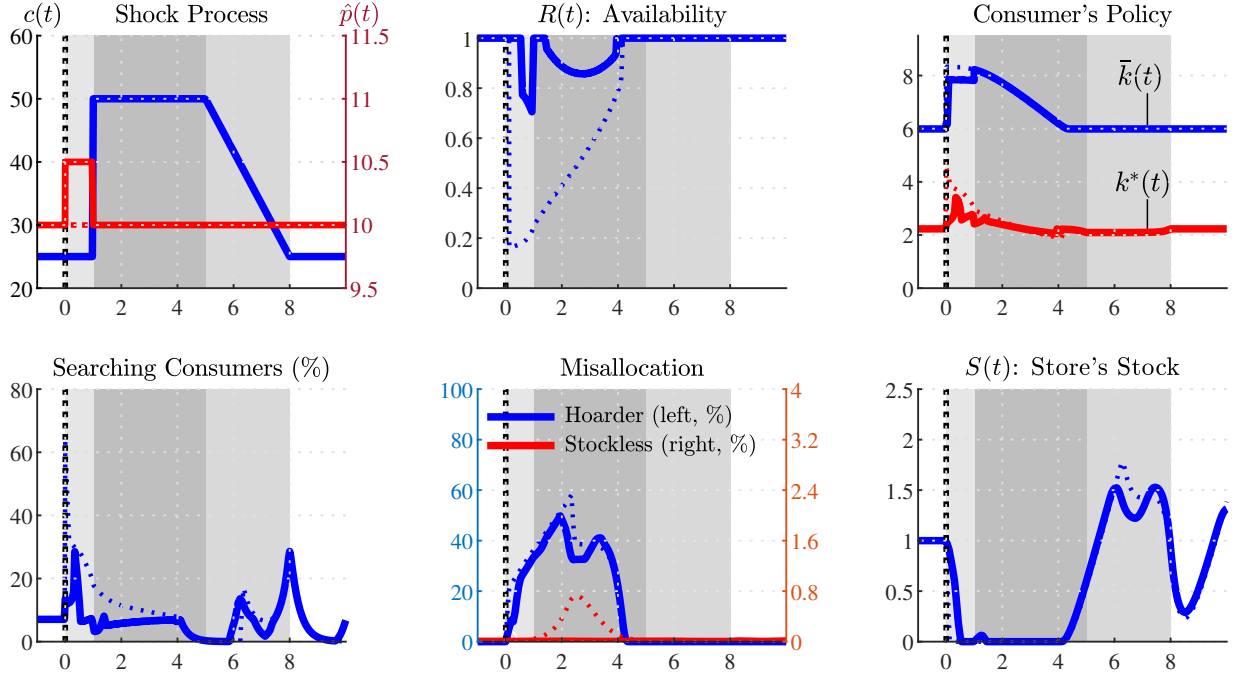 c(t) Shock Process p̂(t)
60 11.5
50 11
40 10.5
30 10
20 9.5
0 2 4 6 8
R(t): Availability
1
0.8
0.6
0.4
0.2
0
0 2 4 6 8
Consumer's Policy
8
6
4
2
0
k̄(t)
k*(t)
0 2 4 6 8
Searching Consumers (%)
80
60
40
20
0
0 2 4 6 8
Misallocation
100 4
80 3.2
60 2.4
40 1.6
20 0.8
0 0
Hoarder (left, %)
Stockless (right, %)
0 2 4 6 8
S(t): Store's Stock
2.5
2
1.5
1
0.5
0
0 2 4 6 8